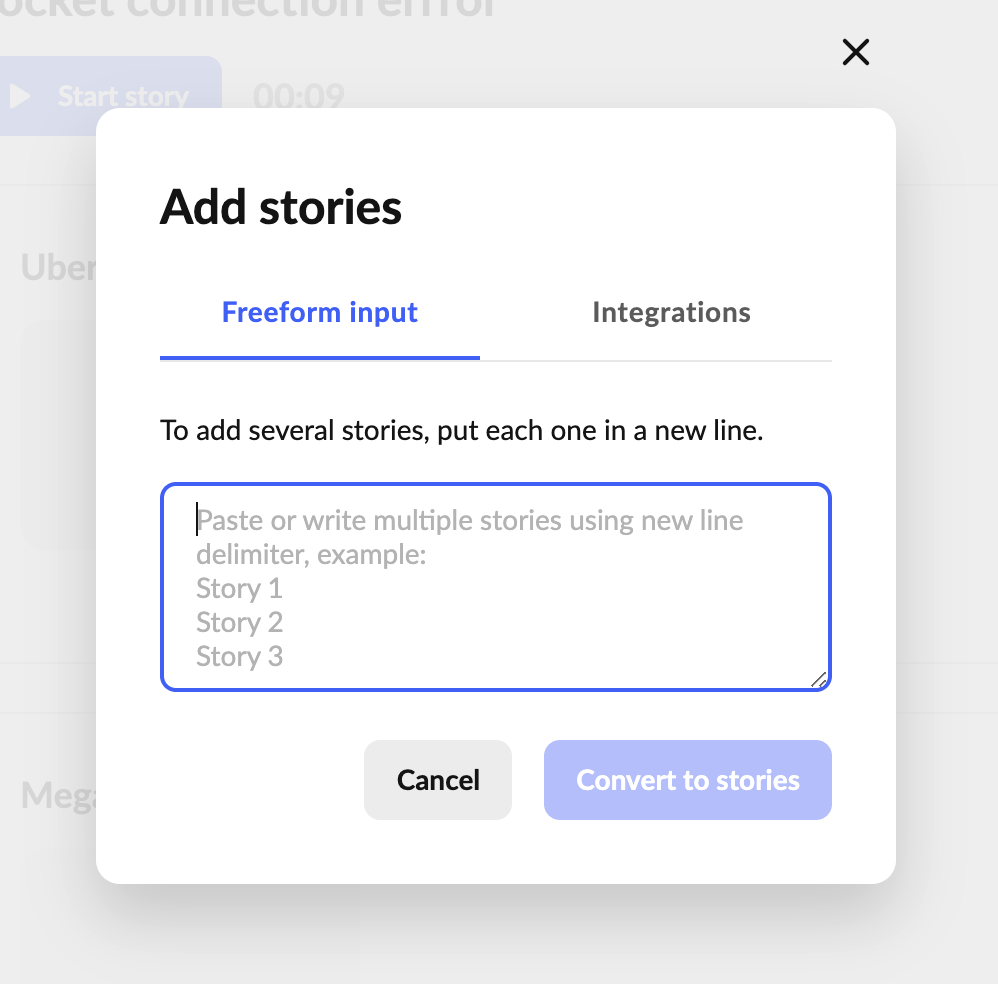 connection error
Start story
00:09
Add stories
Freeform input
Integrations
To add several stories, put each one in a new line.
Paste or write multiple stories using new line
delimiter, example:
Story 1
Story 2
Story 3
Cancel
Convert to stories